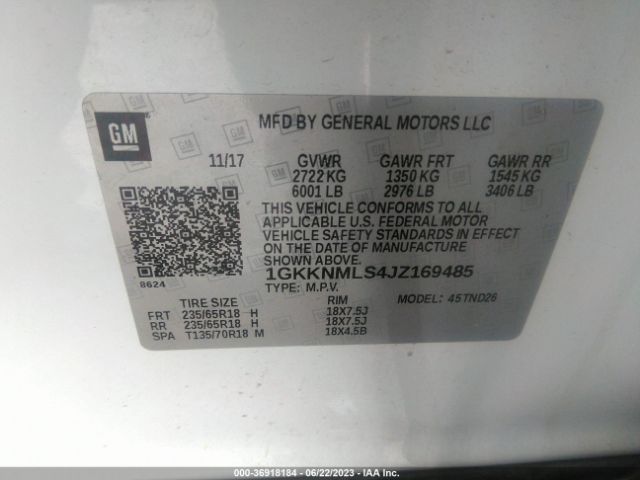 GM
MFD BY GENERAL MOTORS LLC
11/17 GVWR GAWR FRT GAWR RR
2722 KG 1350 KG 1545 KG
6001 LB 2976 LB 3406 LB
THIS VEHICLE CONFORMS TO ALL
APPLICABLE U.S. FEDERAL MOTOR
VEHICLE SAFETY STANDARDS IN EFFECT
ON THE DATE OF MANUFACTURE
SHOWN ABOVE.
1GKKNMLS4JZ169485
8624
TYPE: M.P.V.
TIRE SIZE RIM MODEL: 45TND26
FRT 235/65R18 H 18X7.5J
RR 235/65R18 H 18X7.5J
SPA T135/70R18 M 18X4.5B
000-36918184 - 06/22/2023 - IAA Inc.